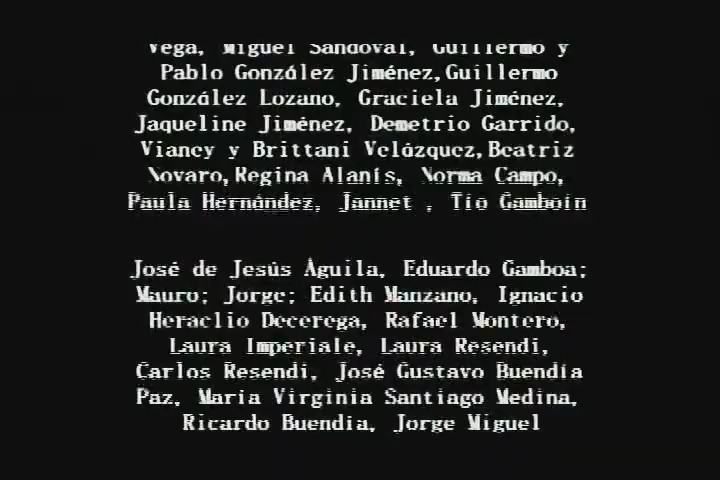 Vega, Miguel Sandoval, Guillermo y
Pablo González Jiménez,Guillermo
González Lozano, Graciela Jiménez,
Jaqueline Jiménez, Demetrio Garrido,
Viancy y Brittani Velázquez,Beatriz
Novaro,Regina Alanís, Norma Campo,
Paula Hernández, Jannet , Tío Gamboín
José de Jesús Águila, Eduardo Gamboa;
Mauro; Jorge; Edith Manzano, Ignacio
Heraclio Decerega, Rafael Montero,
Laura Imperiale, Laura Resendi,
Carlos Resendi, José Gustavo Buendía
Paz, Maria Virginia Santiago Medina,
Ricardo Buendia, Jorge Miguel